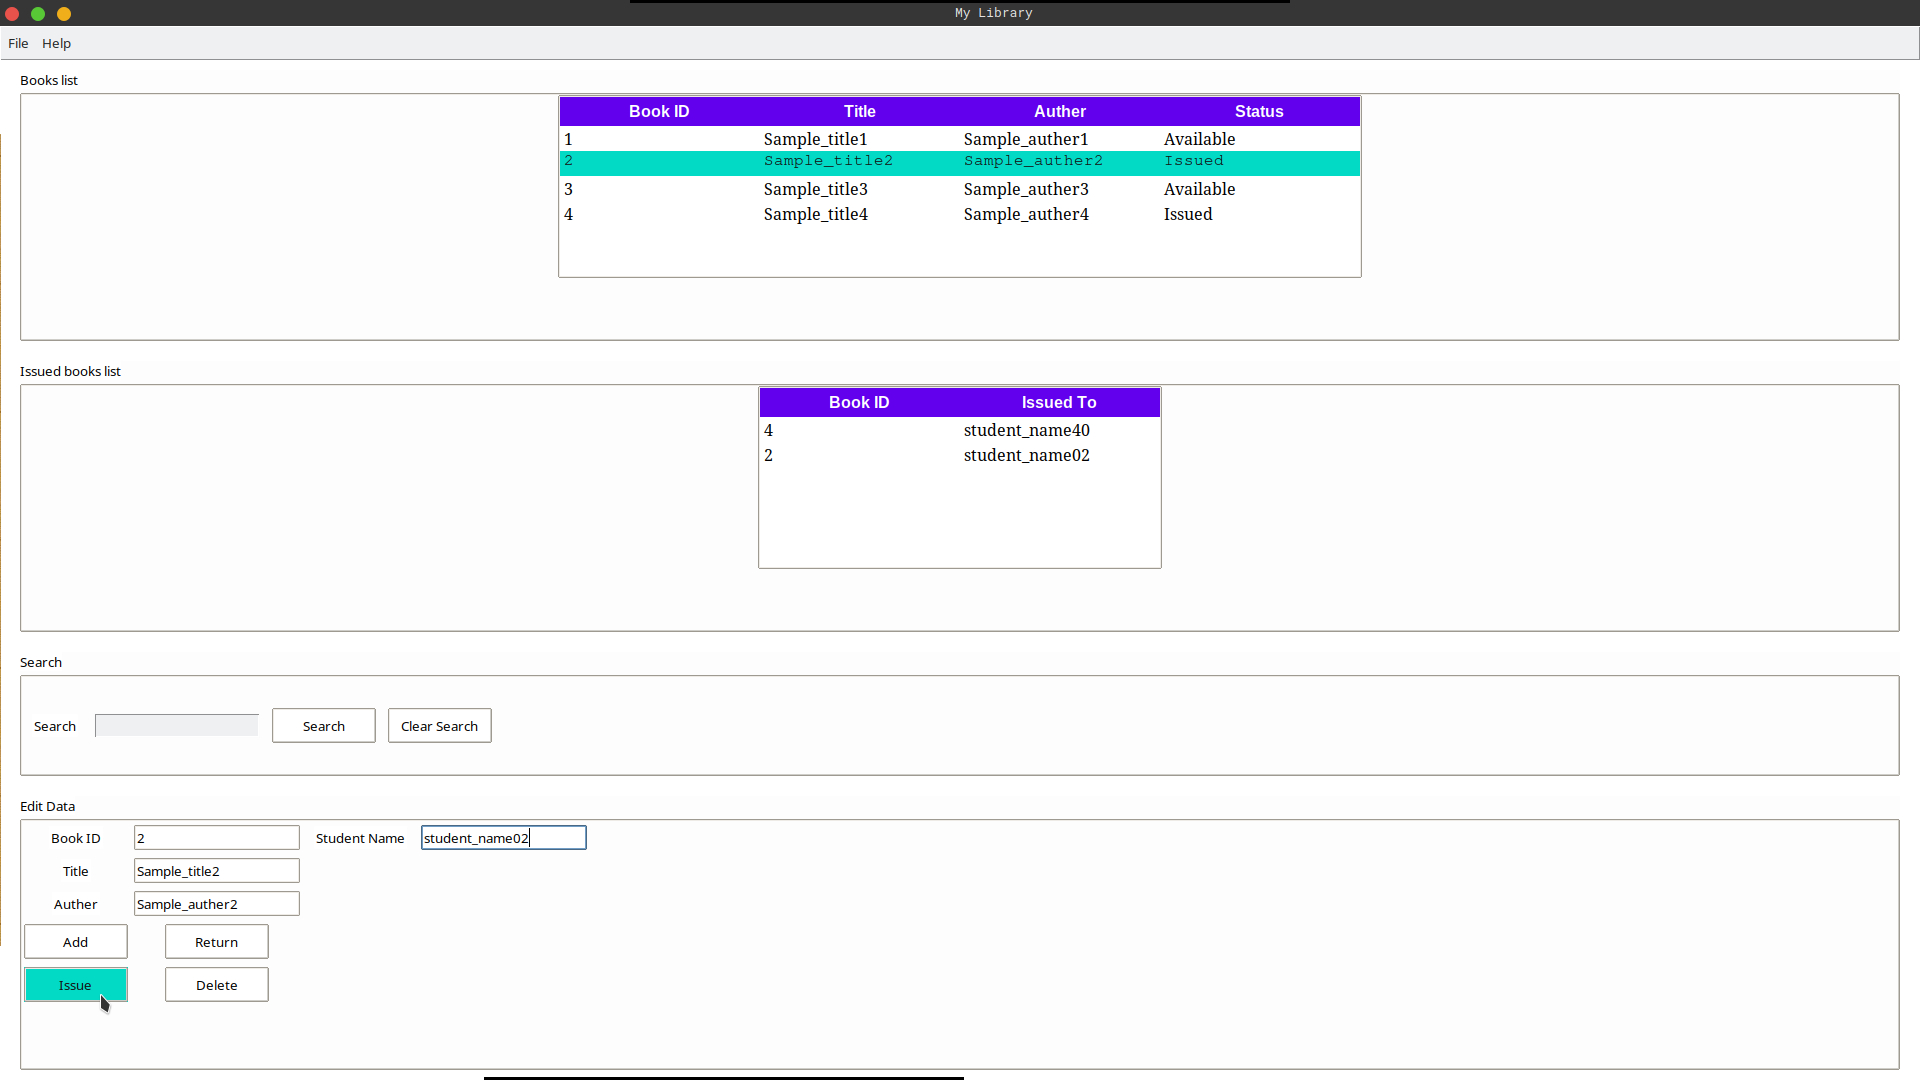 My Library
File Help
Books list
Book ID Title Auther Status
1 Sample_title1 Sample_auther1 Available
2 Sample_title2 Sample_auther2 Issued
3 Sample_title3 Sample_auther3 Available
4 Sample_title4 Sample_auther4 Issued
Issued books list
Book ID Issued To
4 student_name40
2 student_name02
Search
Search Search Clear Search
Edit Data
Book ID 2 Student Name student_name02
Title Sample_title2
Auther Sample_auther2
Add Return
Issue Delete